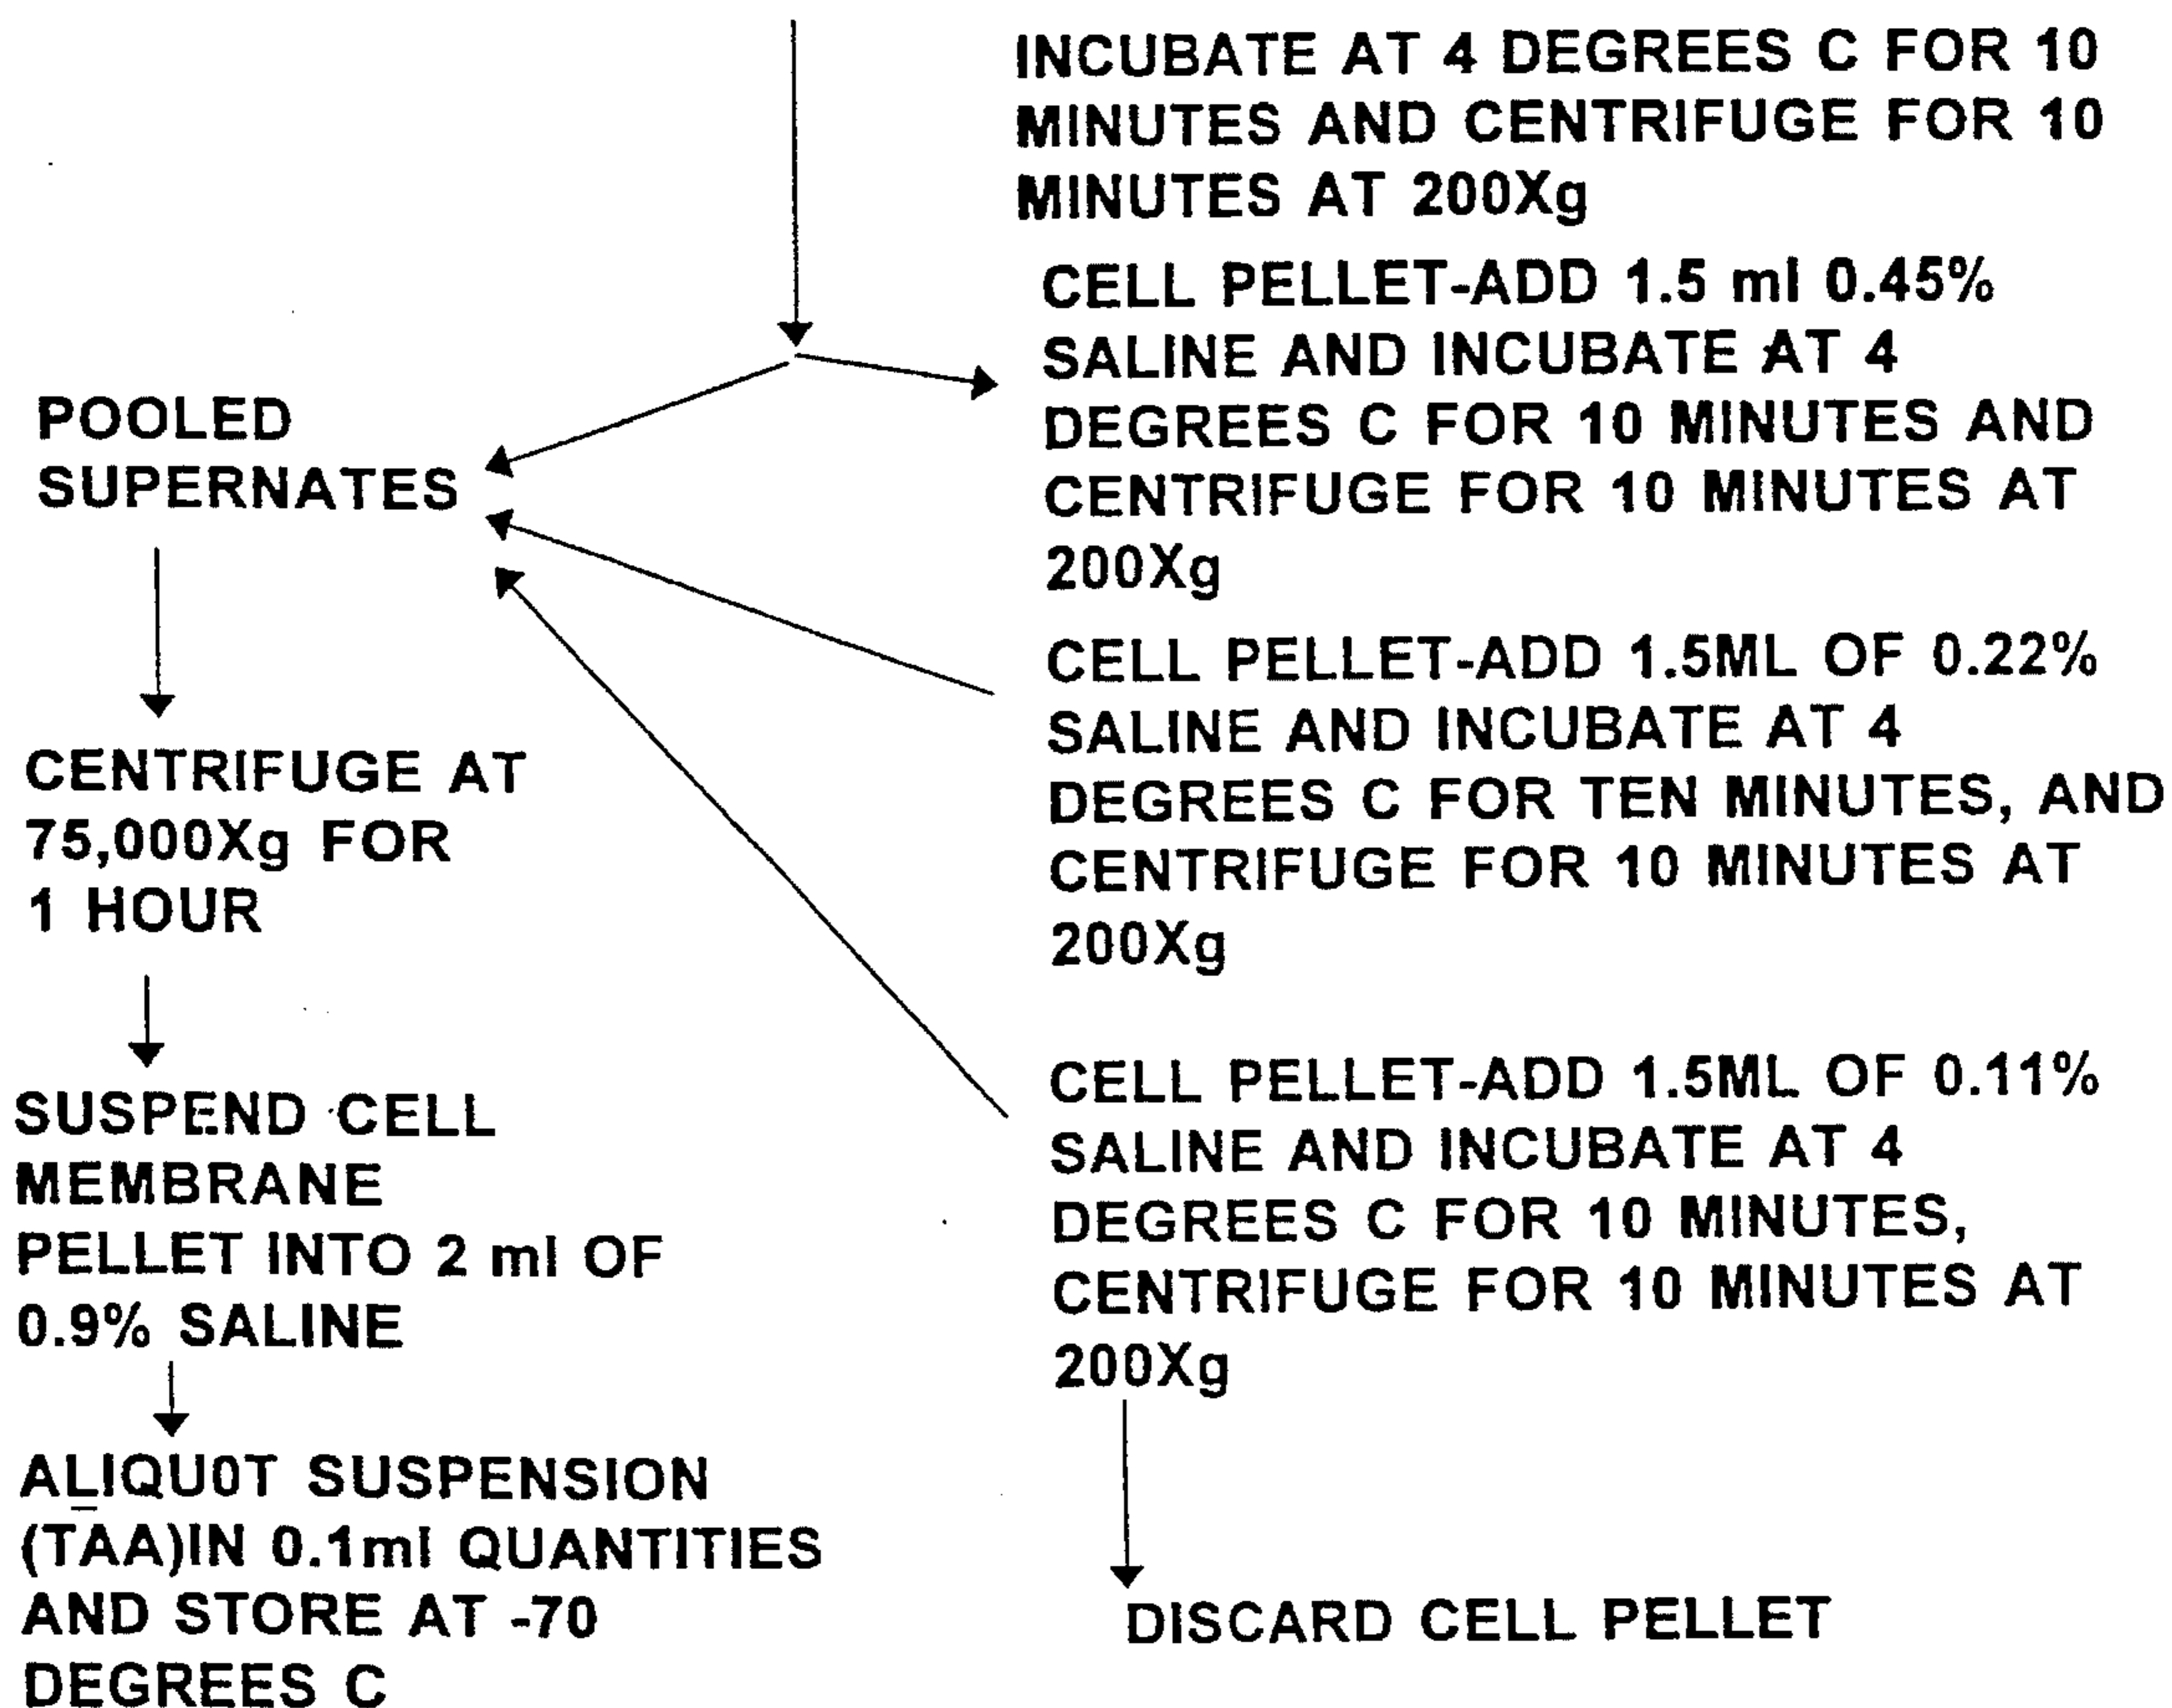 INCUBATE AT 4 DEGREES C FOR 10
MINUTES AND CENTRIFUGE FOR 10
MINUTES AT 200Xg
CELL PELLET-ADD 1.5 ml 0.45%
SALINE AND INCUBATE AT 4
DEGREES C FOR 10 MINUTES AND
CENTRIFUGE FOR 10 MINUTES AT
200Xg
POOLED
SUPERNATES
CELL PELLET-ADD 1.5ML OF 0.22%
SALINE AND INCUBATE AT 4
DEGREES C FOR TEN MINUTES, AND
CENTRIFUGE FOR 10 MINUTES AT
200Xg
CENTRIFUGE AT
75,000Xg FOR
1 HOUR
CELL PELLET-ADD 1.5ML OF 0.11%
SALINE AND INCUBATE AT 4
DEGREES C FOR 10 MINUTES,
CENTRIFUGE FOR 10 MINUTES AT
200Xg
SUSPEND CELL
MEMBRANE
PELLET INTO 2 ml OF
0.9% SALINE
ALIQU0T SUSPENSION
(TAA)IN 0.1ml QUANTITIES
AND STORE AT -70
DEGREES C
DISCARD CELL PELLET